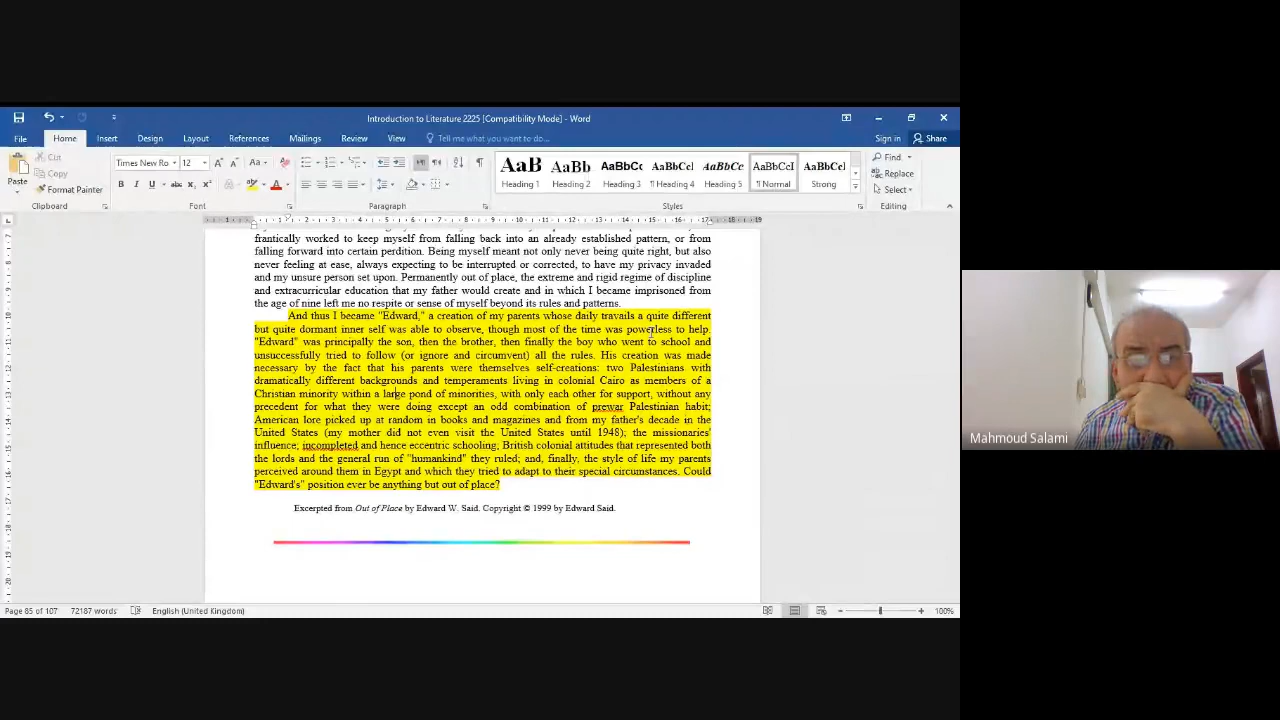 Introduction to Literature 2225 [Compatibility Mode] - Word
File Home Insert Design Layout References Mailings Review View Tell me what you want to do... Sign in Share
Cut
Copy
Format Painter
Paste
Clipboard
Times New Ro 12
Font
Paragraph
AaB AaBb AaBbCc AaBbCcI AaBbCc AaBbCcI AaBbCcl
Heading 1 Heading 2 Heading 3 ¶ Heading 4 Heading 5 ¶ Normal Strong
Styles
Find
Replace
Select
Editing
frantically worked to keep myself from falling back into an already established pattern, or from
falling forward into certain perdition. Being myself meant not only never being quite right, but also
never feeling at ease, always expecting to be interrupted or corrected, to have my privacy invaded
and my unsure person set upon. Permanently out of place, the extreme and rigid regime of discipline
and extracurricular education that my father would create and in which I became imprisoned from
the age of nine left me no respite or sense of myself beyond its rules and patterns.
And thus I became "Edward," a creation of my parents whose daily travails a quite different
but quite dormant inner self was able to observe, though most of the time was powerless to help.
"Edward" was principally the son, then the brother, then finally the boy who went to school and
unsuccessfully tried to follow (or ignore and circumvent) all the rules. His creation was made
necessary by the fact that his parents were themselves self-creations: two Palestinians with
dramatically different backgrounds and temperaments living in colonial Cairo as members of a
Christian minority within a large pond of minorities, with only each other for support, without any
precedent for what they were doing except an odd combination of prewar Palestinian habit;
American lore picked up at random in books and magazines and from my father's decade in the
United States (my mother did not even visit the United States until 1948); the missionaries'
influence; incompleted and hence eccentric schooling; British colonial attitudes that represented both
the lords and the general run of "humankind" they ruled; and, finally, the style of life my parents
perceived around them in Egypt and which they tried to adapt to their special circumstances. Could
"Edward's" position ever be anything but out of place?
Excerpted from Out of Place by Edward W. Said. Copyright © 1999 by Edward Said.
Page 85 of 107 72187 words English (United Kingdom) 100%
Mahmoud Salami